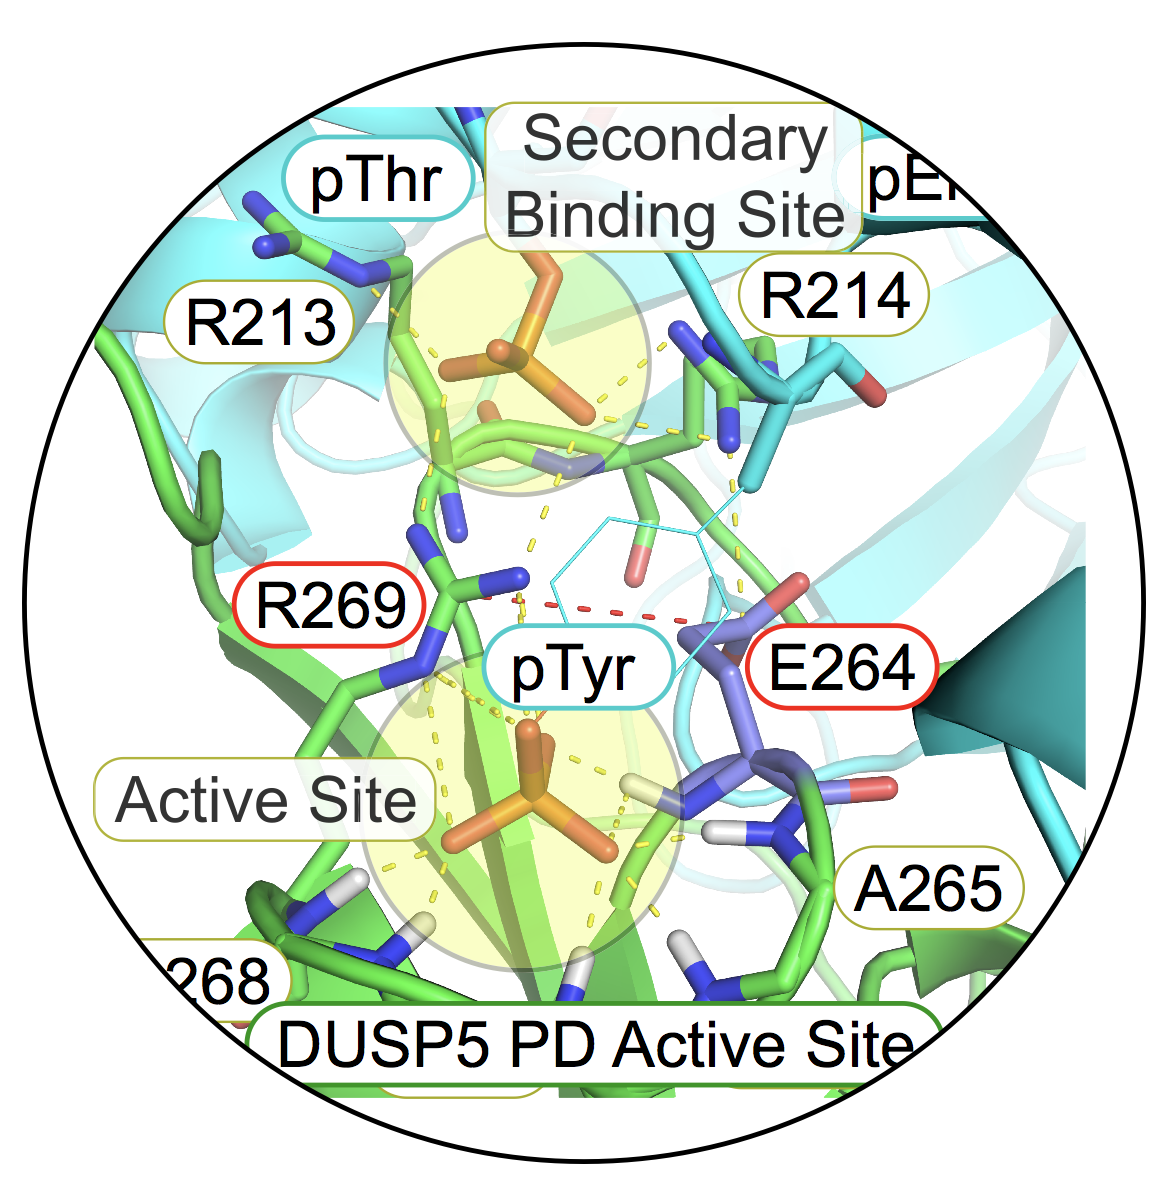 Secondary
Binding Site
pThr
R213
R214
R269
pTyr
E264
Active Site
A265
268
DUSP5 PD Active Site